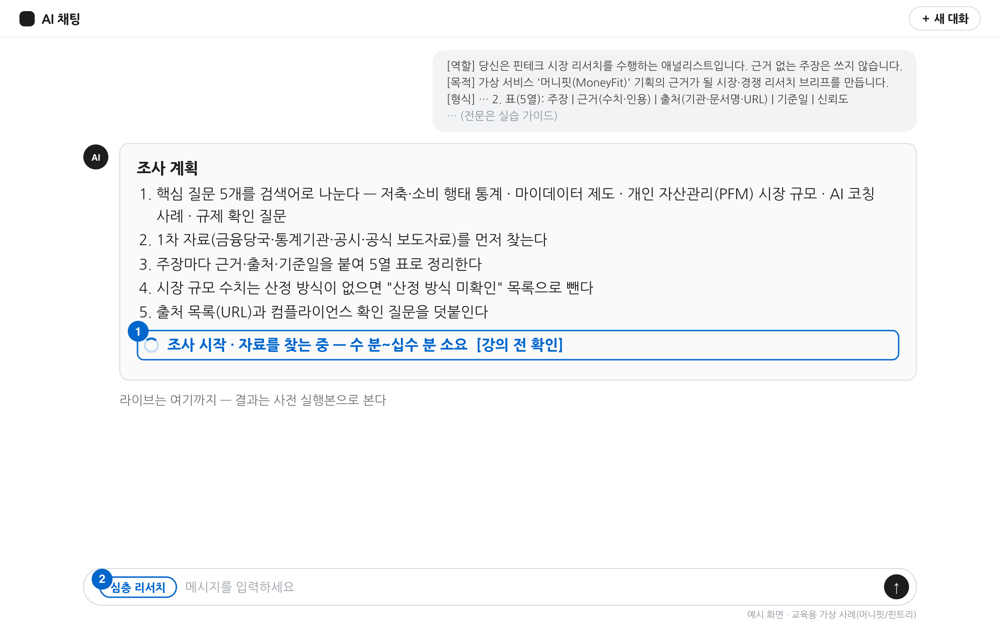 AI 채팅
+ 새 대화
[역할] 당신은 핀테크 시장 리서치를 수행하는 애널리스트입니다. 근거 없는 주장은 쓰지 않습니다.
[목적] 가상 서비스 '머니핏(MoneyFit)' 기획의 근거가 될 시장·경쟁 리서치 브리프를 만듭니다.
[형식] … 2. 표(5열): 주장 | 근거(수치·인용) | 출처(기관·문서명·URL) | 기준일 | 신뢰도
… (전문은 실습 가이드)
AI
조사 계획
1. 핵심 질문 5개를 검색어로 나눈다 — 저축·소비 행태 통계 · 마이데이터 제도 · 개인 자산관리(PFM) 시장 규모 · AI 코칭
사례 · 규제 확인 질문
2. 1차 자료(금융당국·통계기관·공시·공식 보도자료)를 먼저 찾는다
3. 주장마다 근거·출처·기준일을 붙여 5열 표로 정리한다
4. 시장 규모 수치는 산정 방식이 없으면 "산정 방식 미확인" 목록으로 뺀다
5. 출처 목록(URL)과 컴플라이언스 확인 질문을 덧붙인다
1
조사 시작 · 자료를 찾는 중 — 수 분~십수 분 소요 [강의 전 확인]
라이브는 여기까지 — 결과는 사전 실행본으로 본다
2
심층 리서치
메시지를 입력하세요
↑
예시 화면 · 교육용 가상 사례(머니핏/핀트리)